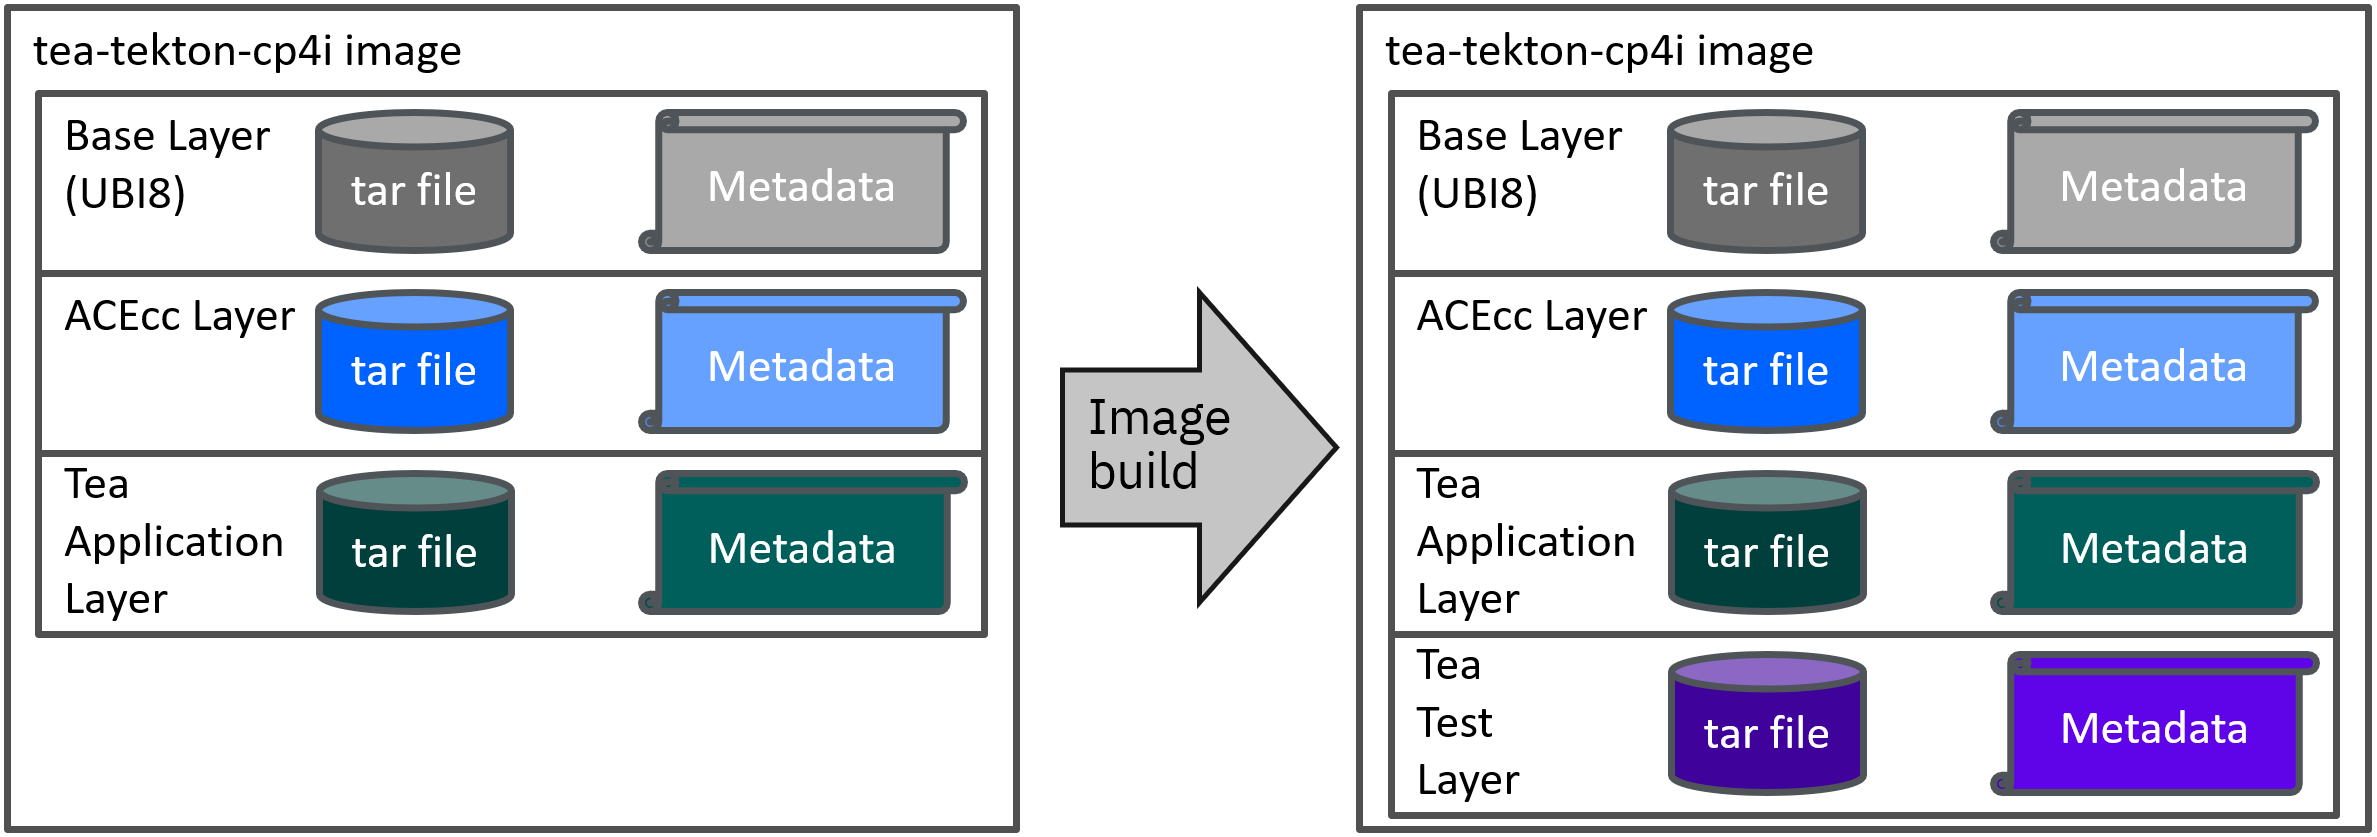 tea-tekton-cp4i image
Base Layer
(UBI8)
tar file
Metadata
ACEcc Layer
tar file
Metadata
Tea
Application
Layer
tar file
Metadata
Image
build
tea-tekton-cp4i image
Base Layer
(UBI8)
tar file
Metadata
ACEcc Layer
tar file
Metadata
Tea
Application
Layer
tar file
Metadata
Tea
Test
Layer
tar file
Metadata